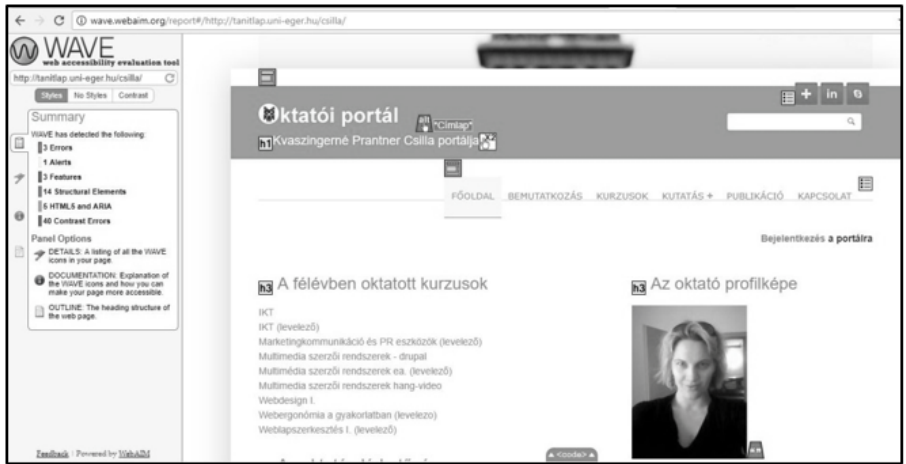 wave.webaim.org/report#/http://tanitlap.uni-eger.hu/csilla/
WAVE
web accessibility evaluation tool
http://tanitlap.uni-eger.hu/csilla/
Styles No Styles Contrast
Summary
WAVE has detected the following:
3 Errors
1 Alerts
3 Features
14 Structural Elements
5 HTML5 and ARIA
40 Contrast Errors
Panel Options
DETAILS: A listing of all the WAVE
icons in your page.
DOCUMENTATION: Explanation of
the WAVE icons and how you can
make your page more accessible.
OUTLINE: The heading structure of
the web page.
Feedback | Powered by WebAIM
+ in
ktatói portál
alt *Címlap*
h1 Kvaszingerné Prantner Csilla portálja
FŐOLDAL BEMUTATKOZÁS KURZUSOK KUTATÁS + PUBLIKÁCIÓ KAPCSOLAT
Bejelentkezés a portálra
h3 A félévben oktatott kurzusok
IKT
IKT (levelező)
Marketingkommunikáció és PR eszközök (levelező)
Multimedia szerzői rendszerek - drupal
Multimédia szerzői rendszerek ea. (levelező)
Multimedia szerzői rendszerek hang-video
Webdesign I.
Webergonómia a gyakorlatban (levelezo)
Weblapszerkesztés I. (levelező)
h3 Az oktató profilképe
<code>